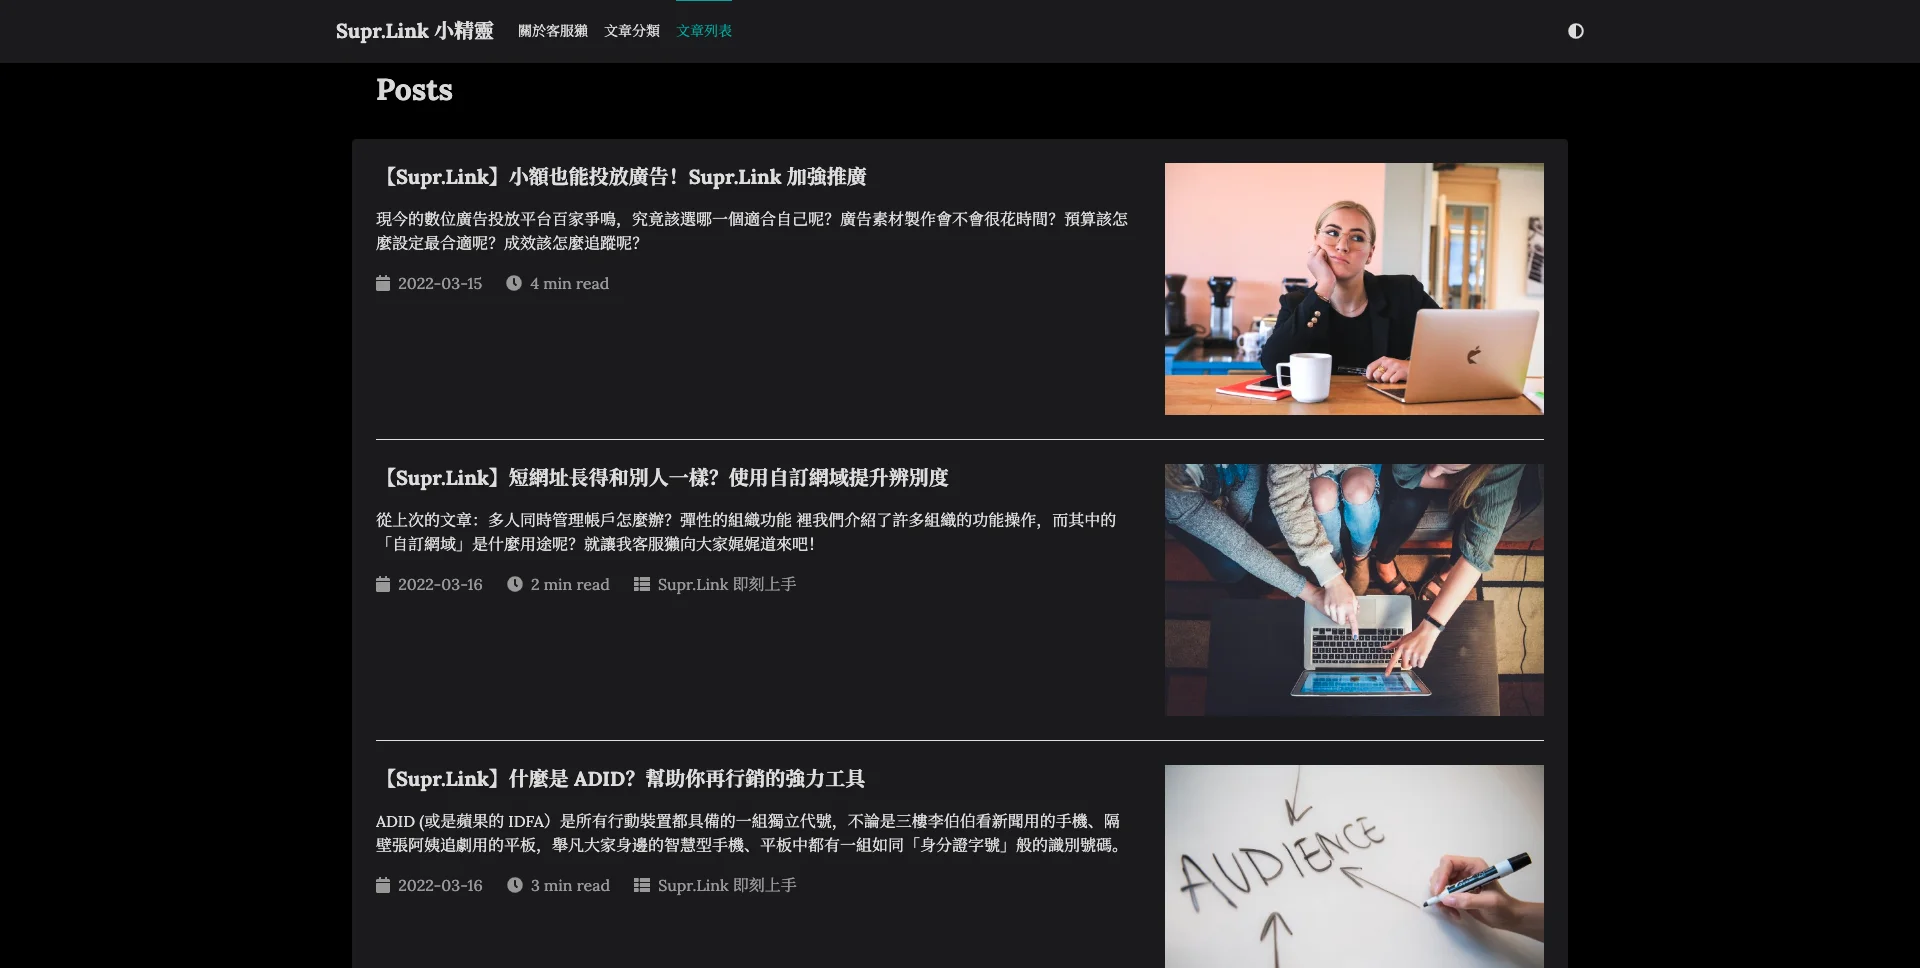 Supr.Link 小精靈
關於客服獺
文章分類
文章列表
Posts
【Supr.Link】小額也能投放廣告！Supr.Link 加強推廣
現今的數位廣告投放平台百家爭鳴，究竟該選哪一個適合自己呢？廣告素材製作會不會很花時間？預算該怎
麼設定最合適呢？成效該怎麼追蹤呢？
2022-03-15 4 min read
【Supr.Link】短網址長得和別人一樣？使用自訂網域提升辨別度
從上次的文章：多人同時管理帳戶怎麼辦？彈性的組織功能 裡我們介紹了許多組織的功能操作，而其中的
「自訂網域」是什麼用途呢？就讓我客服獺向大家娓娓道來吧！
2022-03-16 2 min read Supr.Link 即刻上手
【Supr.Link】什麼是 ADID？幫助你再行銷的強力工具
ADID (或是蘋果的 IDFA）是所有行動裝置都具備的一組獨立代號，不論是三樓李伯伯看新聞用的手機、隔
壁張阿姨追劇用的平板，舉凡大家身邊的智慧型手機、平板中都有一組如同「身分證字號」般的識別號碼。
2022-03-16 3 min read Supr.Link 即刻上手
AUDIENCE